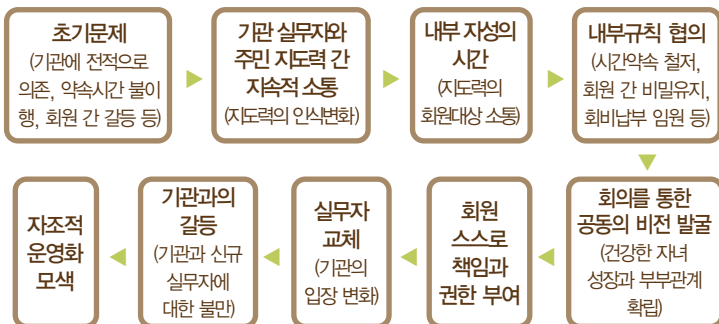 초기문제
(기관에 전적으로
의존, 약속시간 불이
행, 회원 간 갈등 등)
기관 실무자와
주민 지도력 간
지속적 소통
(지도력의 인식변화)
내부 자성의
시간
(지도력의
회원대상 소통)
내부규칙 협의
(시간약속 철저,
회원 간 비밀유지,
회비납부 임원 등)
회의를 통한
공동의 비전 발굴
(건강한 자녀
성장과 부부관계
확립)
회원
스스로
책임과
권한 부여
실무자
교체
(기관의
입장 변화)
기관과의
갈등
(기관과 신규
실무자에
대한 불만)
자조적
운영화
모색